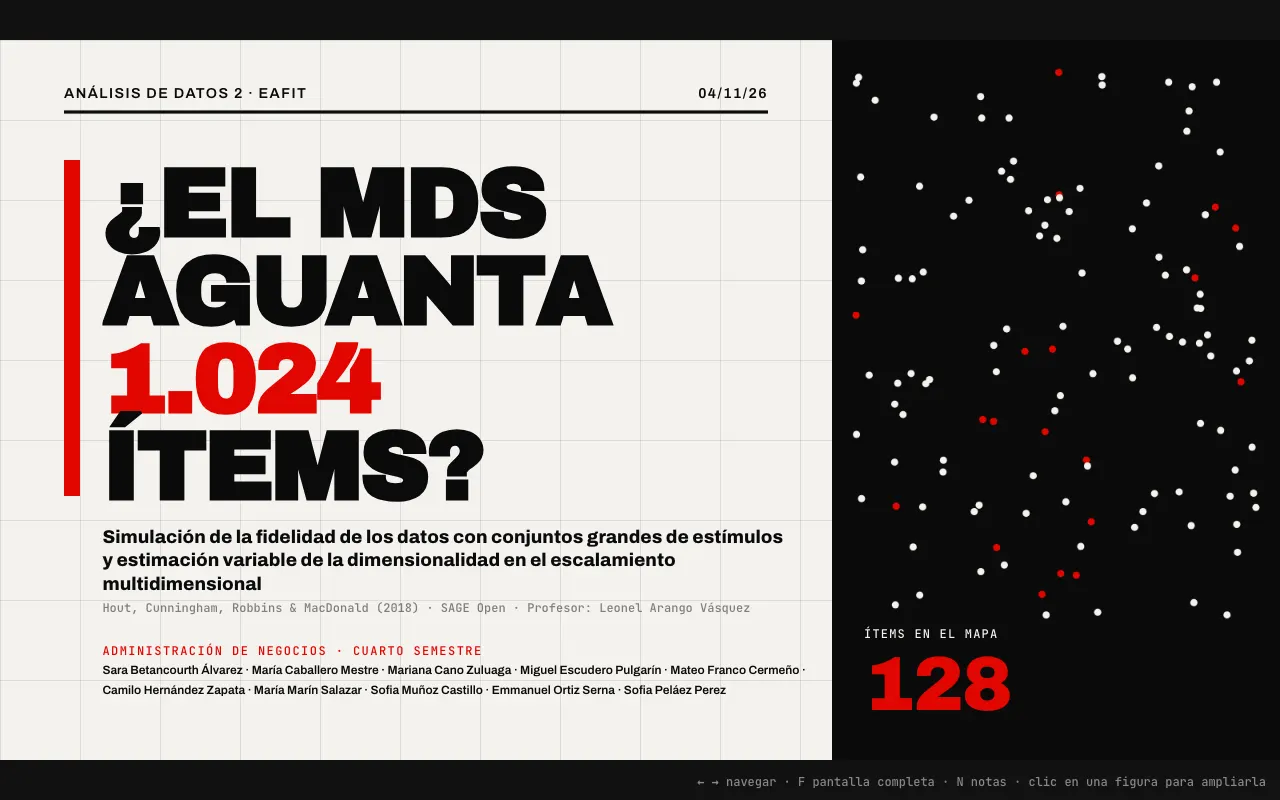 ANÁLISIS DE DATOS 2 · EAFIT
04/11/26
¿EL MDS
AGUANTA
1.024
ÍTEMS?
Simulación de la fidelidad de los datos con conjuntos grandes de estímulos
y estimación variable de la dimensionalidad en el escalamiento
multidimensional
Hout, Cunningham, Robbins & MacDonald (2018) · SAGE Open · Profesor: Leonel Arango Vásquez
ADMINISTRACIÓN DE NEGOCIOS · CUARTO SEMESTRE
Sara Betancourth Álvarez · María Caballero Mestre · Mariana Cano Zuluaga · Miguel Escudero Pulgarín · Mateo Franco Cermeño ·
Camilo Hernández Zapata · María Marín Salazar · Sofia Muñoz Castillo · Emmanuel Ortiz Serna · Sofia Peláez Perez
ÍTEMS EN EL MAPA
128
← → navegar · F pantalla completa · N notas · clic en una figura para ampliarla